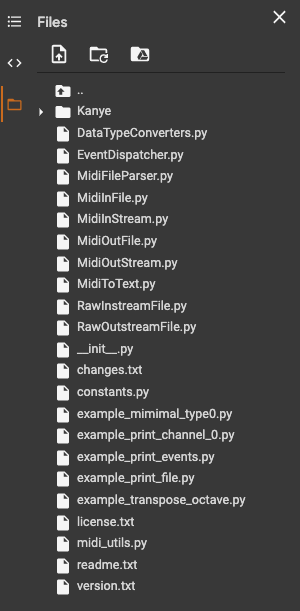 Files
..
Kanye
DataTypeConverters.py
EventDispatcher.py
MidiFileParser.py
MidiInFile.py
MidiInStream.py
MidiOutFile.py
MidiOutStream.py
MidiToText.py
RawInstreamFile.py
RawOutstreamFile.py
__init__.py
changes.txt
constants.py
example_mimimal_type0.py
example_print_channel_0.py
example_print_events.py
example_print_file.py
example_transpose_octave.py
license.txt
midi_utils.py
readme.txt
version.txt